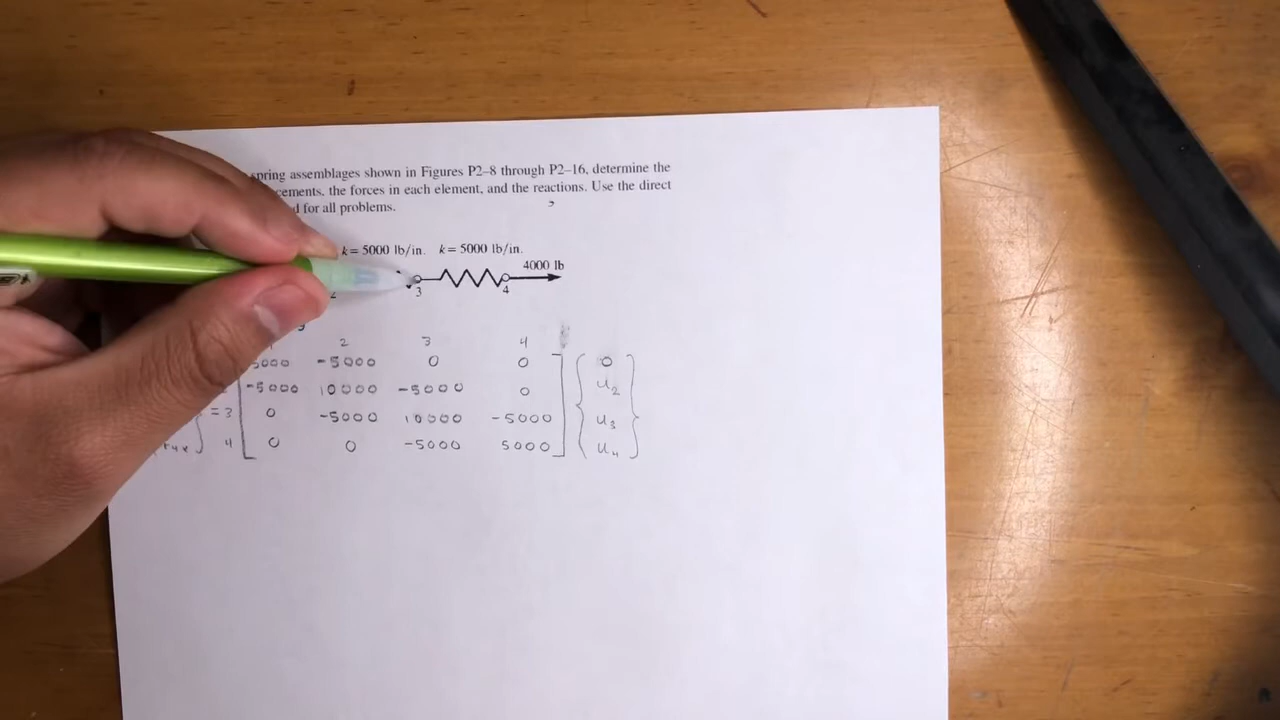 spring assemblages shown in Figures P2–8 through P2–16, determine the
cements, the forces in each element, and the reactions. Use the direct
d for all problems.
k = 5000 lb/in. k = 5000 lb/in.
4000 lb
3 4
2 3 4
5000 -5000 0 0 0
-5000 10000 -5000 0 u2
= 3 0 -5000 10000 -5000 u3
4 0 0 -5000 5000 u4